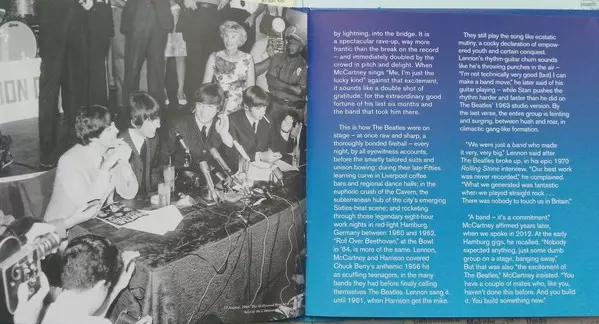 by lightning, into the bridge. It is
a spectacular rave-up, way more
frantic than the break on the record
– and immediately doubled by the
crowd in pitch and delight. When
McCartney sings “Me, I'm just the
lucky kind” against that excitement,
it sounds like a double shot of
gratitude: for the extraordinary good
fortune of his last six months and
the band that took him there.
This is how The Beatles were on
stage – at once raw and sharp, a
thoroughly bonded fireball – every
night, by all eyewitness accounts,
before the smartly tailored suits and
unison bowing: during their late-Fifties
learning curve in Liverpool coffee
bars and regional dance halls; in the
euphoric crush of the Cavern, the
subterranean hub of the city's emerging
Sixties-beat scene; and rocketing
through those legendary eight-hour
work nights in red-light Hamburg,
Germany between 1960 and 1962.
“Roll Over Beethoven,” at the Bowl
in '64, is more of the same. Lennon,
McCartney and Harrison covered
Chuck Berry's anthemic 1956 hit
as scuffling teenagers, in the many
bands they had before finally calling
themselves The Beatles. Lennon sang it
until 1961, when Harrison got the mike.
They still play the song like ecstatic
mutiny, a cocky declaration of empow-
ered youth and certain conquest.
Lennon's rhythm-guitar chum sounds
like he's throwing punches in the air –
“I'm not technically very good [but] I can
make a band move,” he later said of his
guitar playing – while Starr pushes the
rhythm harder and faster than he did on
The Beatles' 1963 studio version. By
the last verse, the entire group is feinting
and surging, between hush and roar, in
climactic gang-like formation.
“We were just a band who made
it very, very big,” Lennon said after
The Beatles broke up, in his epic 1970
Rolling Stone interview. “Our best work
was never recorded,” he complained.
“What we generated was fantastic
when we played straight rock ...
There was nobody to touch us in Britain.”
“A band – it's a commitment,”
McCartney affirmed years later,
when we spoke in 2012. At the early
Hamburg gigs, he recalled, “Nobody
expected anything, just some dumb
group on a stage, banging away.”
But that was also “the excitement of
The Beatles,” McCartney insisted. “You
have a couple of mates who, like you,
haven't done this before. And you build
it. You build something new.”